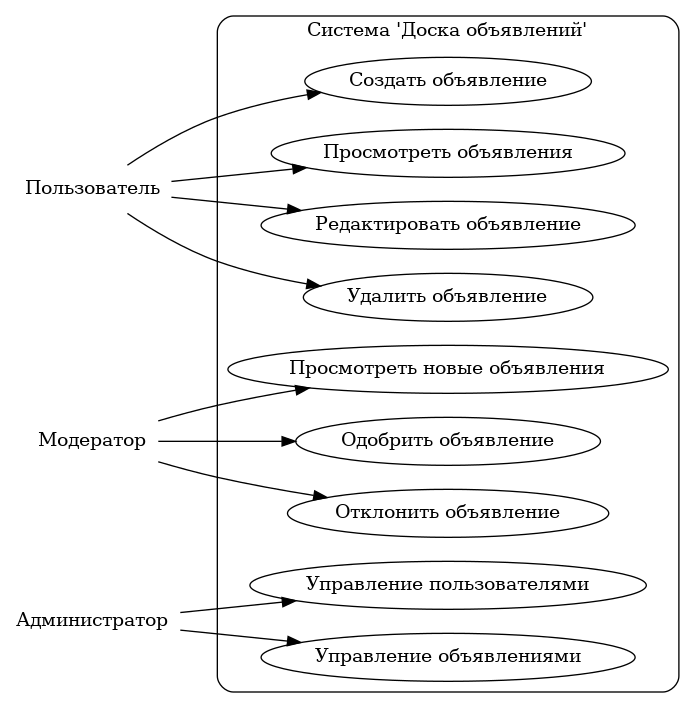 Система 'Доска объявлений'
Создать объявление
Просмотреть объявления
Пользователь
Редактировать объявление
Удалить объявление
Просмотреть новые объявления
Модератор
Одобрить объявление
Отклонить объявление
Управление пользователями
Администратор
Управление объявлениями